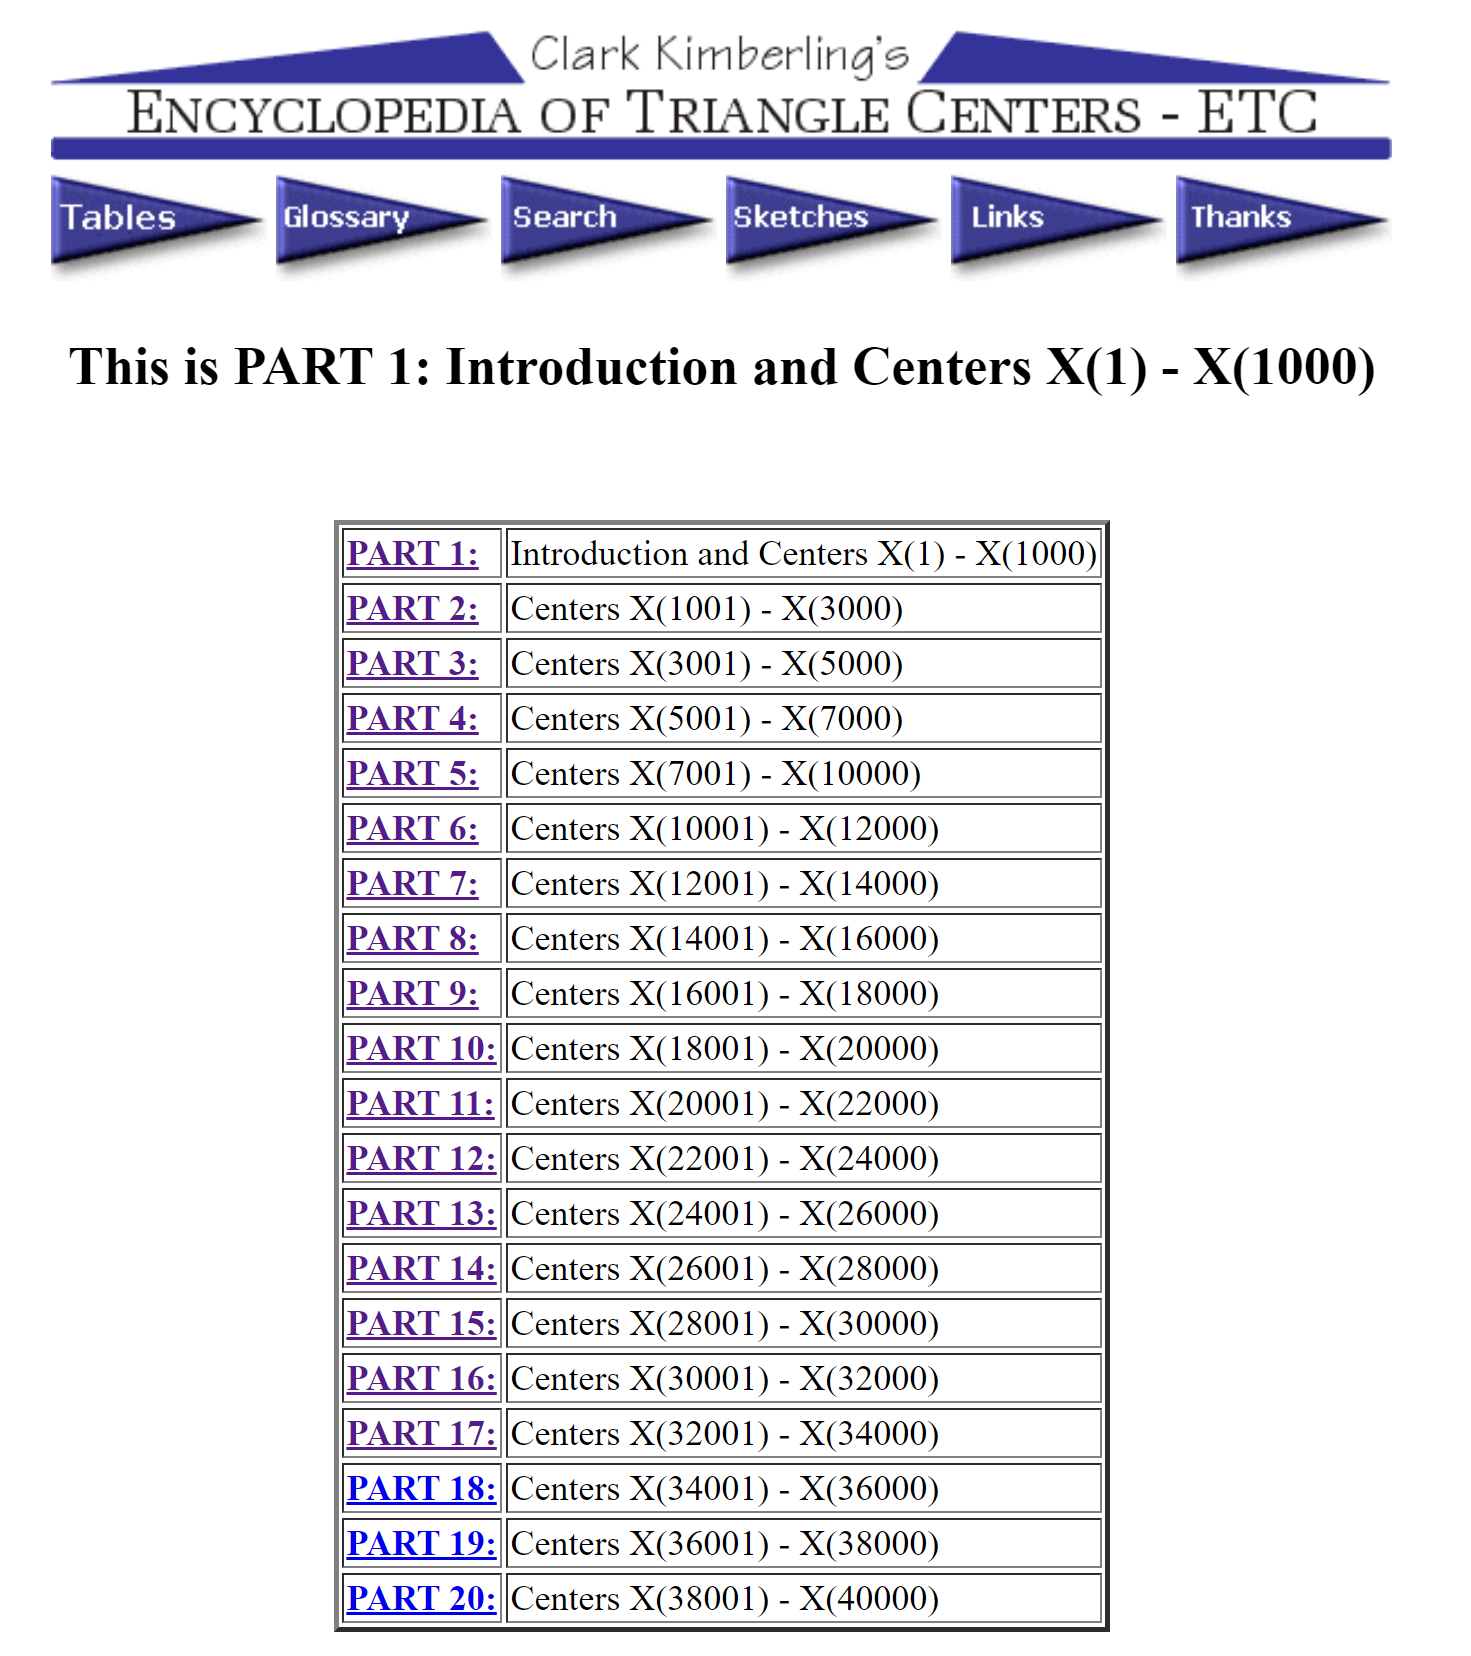 Clark Kimberling's
ENCYCLOPEDIA OF TRIANGLE CENTERS - ETC
Tables Glossary Search Sketches Links Thanks
This is PART 1: Introduction and Centers X(1) - X(1000)
PART 1: Introduction and Centers X(1) - X(1000)
PART 2: Centers X(1001) - X(3000)
PART 3: Centers X(3001) - X(5000)
PART 4: Centers X(5001) - X(7000)
PART 5: Centers X(7001) - X(10000)
PART 6: Centers X(10001) - X(12000)
PART 7: Centers X(12001) - X(14000)
PART 8: Centers X(14001) - X(16000)
PART 9: Centers X(16001) - X(18000)
PART 10: Centers X(18001) - X(20000)
PART 11: Centers X(20001) - X(22000)
PART 12: Centers X(22001) - X(24000)
PART 13: Centers X(24001) - X(26000)
PART 14: Centers X(26001) - X(28000)
PART 15: Centers X(28001) - X(30000)
PART 16: Centers X(30001) - X(32000)
PART 17: Centers X(32001) - X(34000)
PART 18: Centers X(34001) - X(36000)
PART 19: Centers X(36001) - X(38000)
PART 20: Centers X(38001) - X(40000)